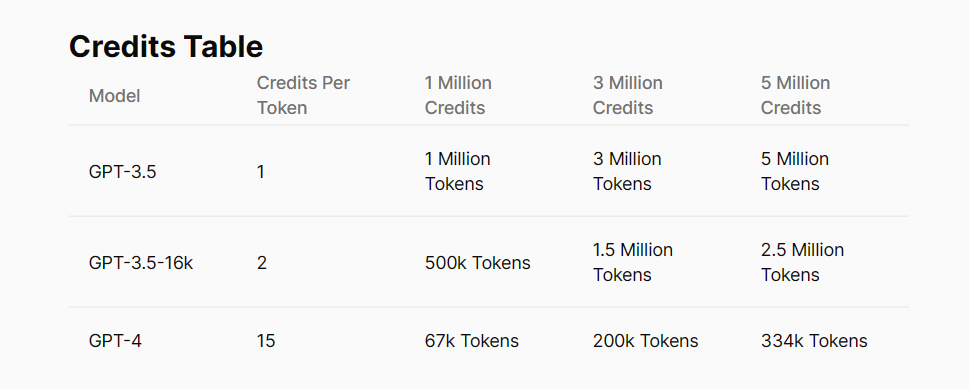 Credits Table
Model
Credits Per
Token
1 Million
Credits
3 Million
Credits
5 Million
Credits
GPT-3.5
1
1 Million
Tokens
3 Million
Tokens
5 Million
Tokens
GPT-3.5-16k
2
500k Tokens
1.5 Million
Tokens
2.5 Million
Tokens
GPT-4
15
67k Tokens
200k Tokens
334k Tokens